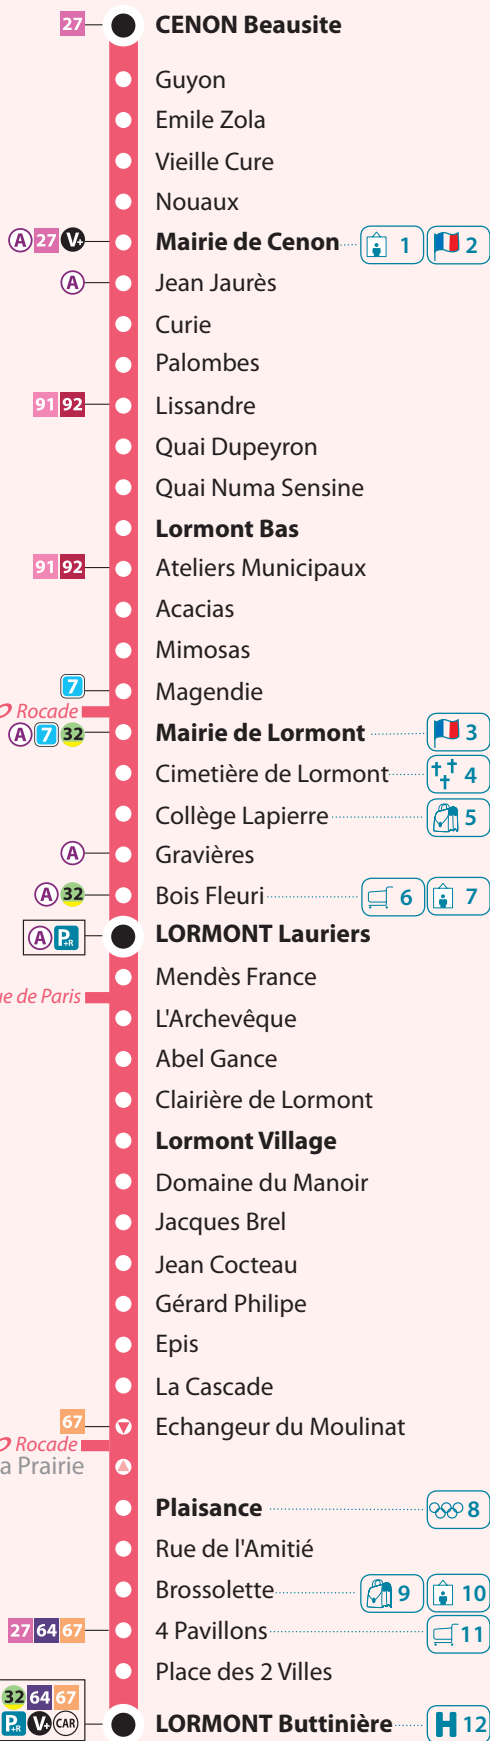 27 CENON Beausite
Guyon
Emile Zola
Vieille Cure
Nouaux
A 27 V+ Mairie de Cenon 1 2
A Jean Jaurès
Curie
Palombes
91 92 Lissandre
Quai Dupeyron
Quai Numa Sensine
Lormont Bas
91 92 Ateliers Municipaux
Acacias
Mimosas
7 Magendie
Rocade
A 7 32 Mairie de Lormont 3
Cimetière de Lormont 4
Collège Lapierre 5
A Gravières
A 32 Bois Fleuri 6 7
A P+R LORMONT Lauriers
Mendès France
de Paris
L'Archevêque
Abel Gance
Clairière de Lormont
Lormont Village
Domaine du Manoir
Jacques Brel
Jean Cocteau
Gérard Philipe
Epis
La Cascade
67 Echangeur du Moulinat
Rocade
a Prairie
Plaisance 8
Rue de l'Amitié
Brossolette 9 10
27 64 67 4 Pavillons 11
Place des 2 Villes
32 64 67
P+R V+ CAR LORMONT Buttinière H 12